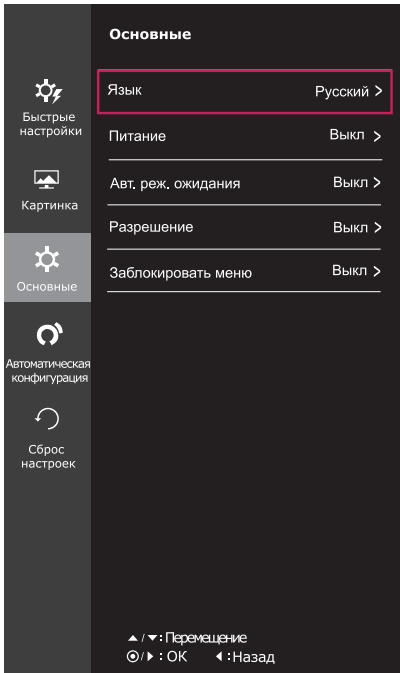 Основные
Быстрые
настройки
Картинка
Основные
Автоматическая
конфигурация
Сброс
настроек
Язык Русский >
Питание Выкл >
Авт. реж. ожидания Выкл >
Разрешение Выкл >
Заблокировать меню Выкл >
▲/▼: Перемещение
⦿/▶ : ОК ◀ :Назад